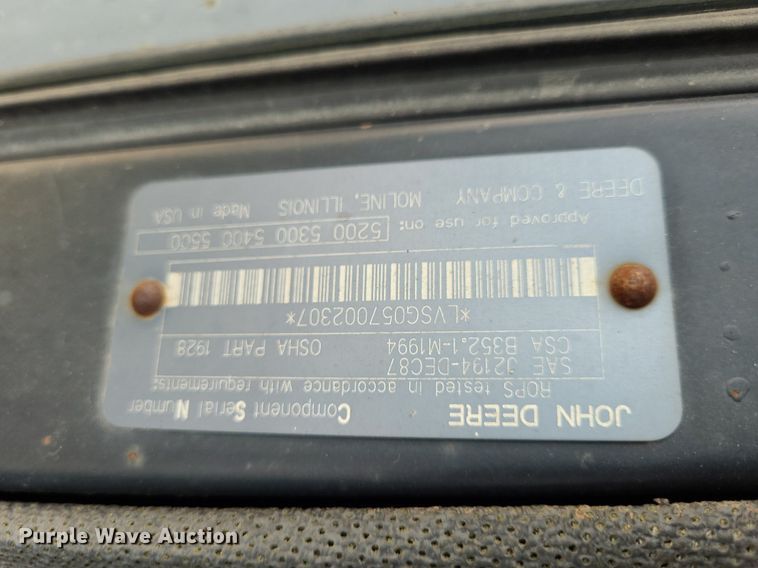 JOHN DEERE Component Serial Number
ROPS tested in accordance with requirements:
SAE J2194-DEC87
CSA B352.1-M1994 OSHA PART 1928
*LVSG057002307*
Approved for use on: 5200 5300 5400 5500
DEERE & COMPANY MOLINE, ILLINOIS Made in USA
Purple Wave Auction